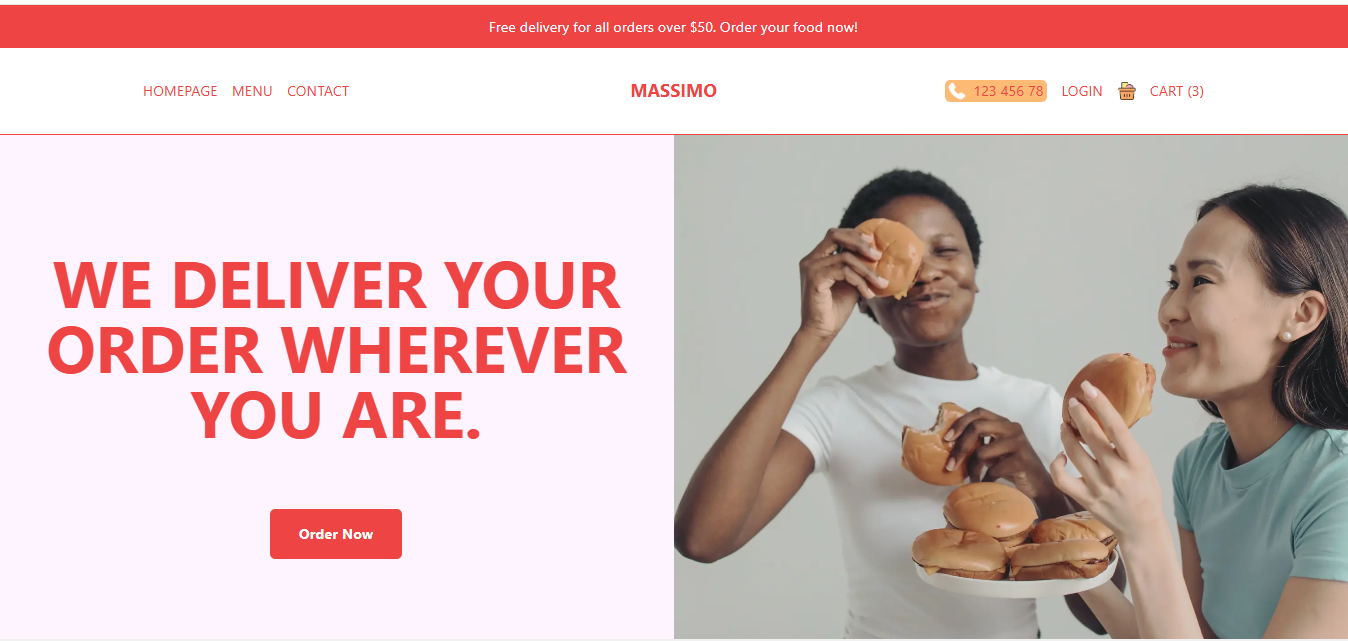 Free delivery for all orders over $50. Order your food now!
HOMEPAGE MENU CONTACT MASSIMO 123 456 78 LOGIN CART (3)
WE DELIVER YOUR
ORDER WHEREVER
YOU ARE.
Order Now